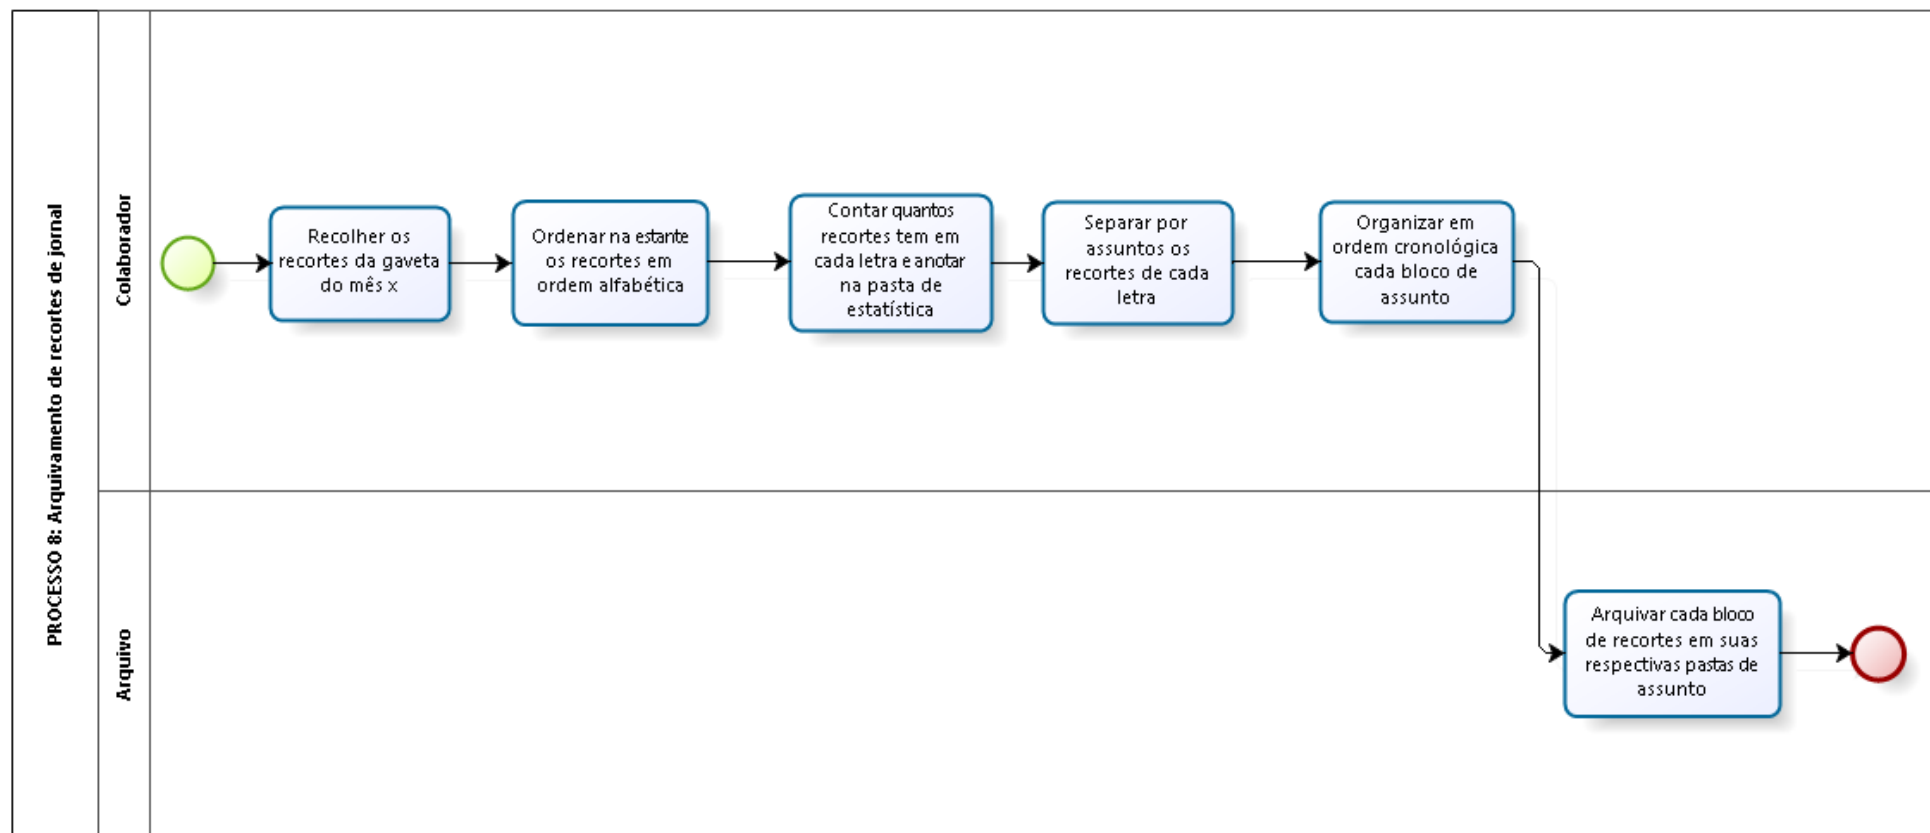 PROCESSO 8: Arquivamento de recortes de jornal
Colaborador
Recolher os
recortes da gaveta
do mês x
Ordenar na estante
os recortes em
ordem alfabética
Contar quantos
recortes tem em
cada letra e anotar
na pasta de
estatística
Separar por
assuntos os
recortes de cada
letra
Organizar em
ordem cronológica
cada bloco de
assunto
Arquivo
Arquivar cada bloco
de recortes em suas
respectivas pastas de
assunto